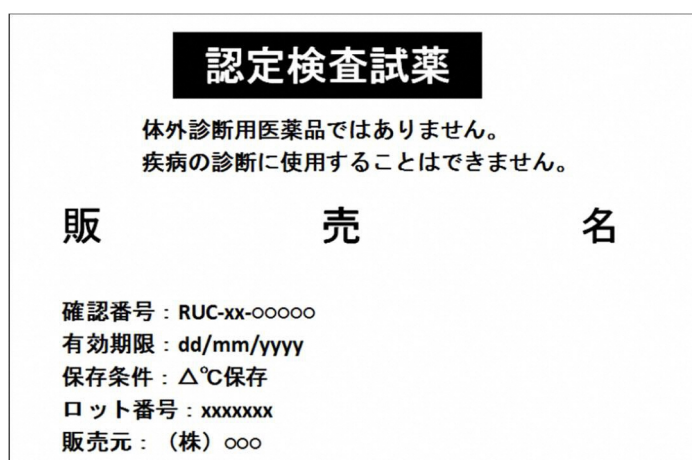 認定検査試薬
体外診断用医薬品ではありません。
疾病の診断に使用することはできません。
販 売 名
確認番号：RUC-xx-○○○○○
有効期限：dd/mm/yyyy
保存条件：△℃保存
ロット番号：xxxxxxx
販売元：（株）○○○